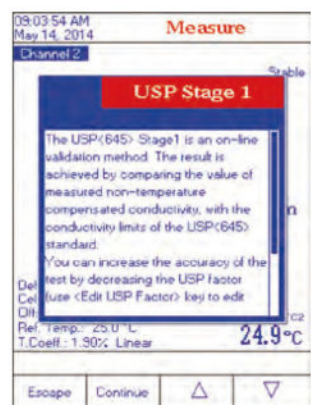 09:03:54 AM
May 14, 2014
Measure
Channel 2
Stable
USP Stage 1
The USP<645> Stage1 is an on-line
validation method. The result is
achieved by comparing the value of
measured non-temperature
compensated conductivity, with the
conductivity limits of the USP<645>
standard.
You can increase the accuracy of the
test by decreasing the USP factor
(use <Edit USP Factor> key to edit
n
Del
Cel
Off
C2
Ref. Temp.: 25.0 °C
T.Coeff.: 1.90% Linear
24.9°C
Escape
Continue